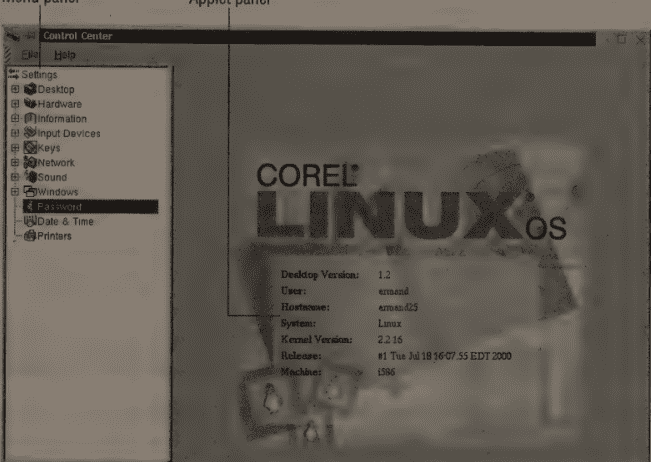 Menu panel
Applet panel
Control Center
File Help
Settings
Desktop
Hardware
Information
Input Devices
Keys
Network
Sound
Windows
Password
Date & Time
Printers
COREL
LINUX OS
Desktop Version: 1.2
User: armand
Hostname: armand25
System: Linux
Kernel Version: 2.2.16
Release: #1 Tue Jul 18 16:07:55 EDT 2000
Machine: i586